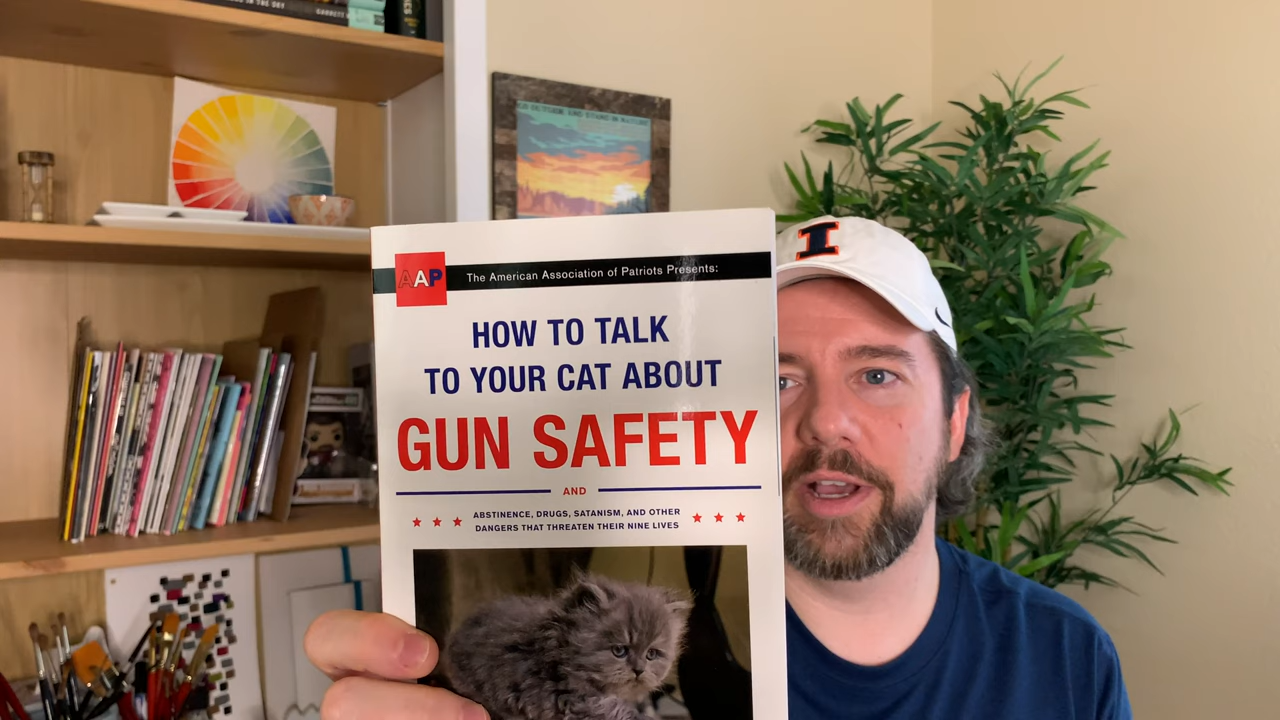 AAP
The American Association of Patriots Presents:
HOW TO TALK
TO YOUR CAT ABOUT
GUN SAFETY
AND
ABSTINENCE, DRUGS, SATANISM, AND OTHER
DANGERS THAT THREATEN THEIR NINE LIVES
I